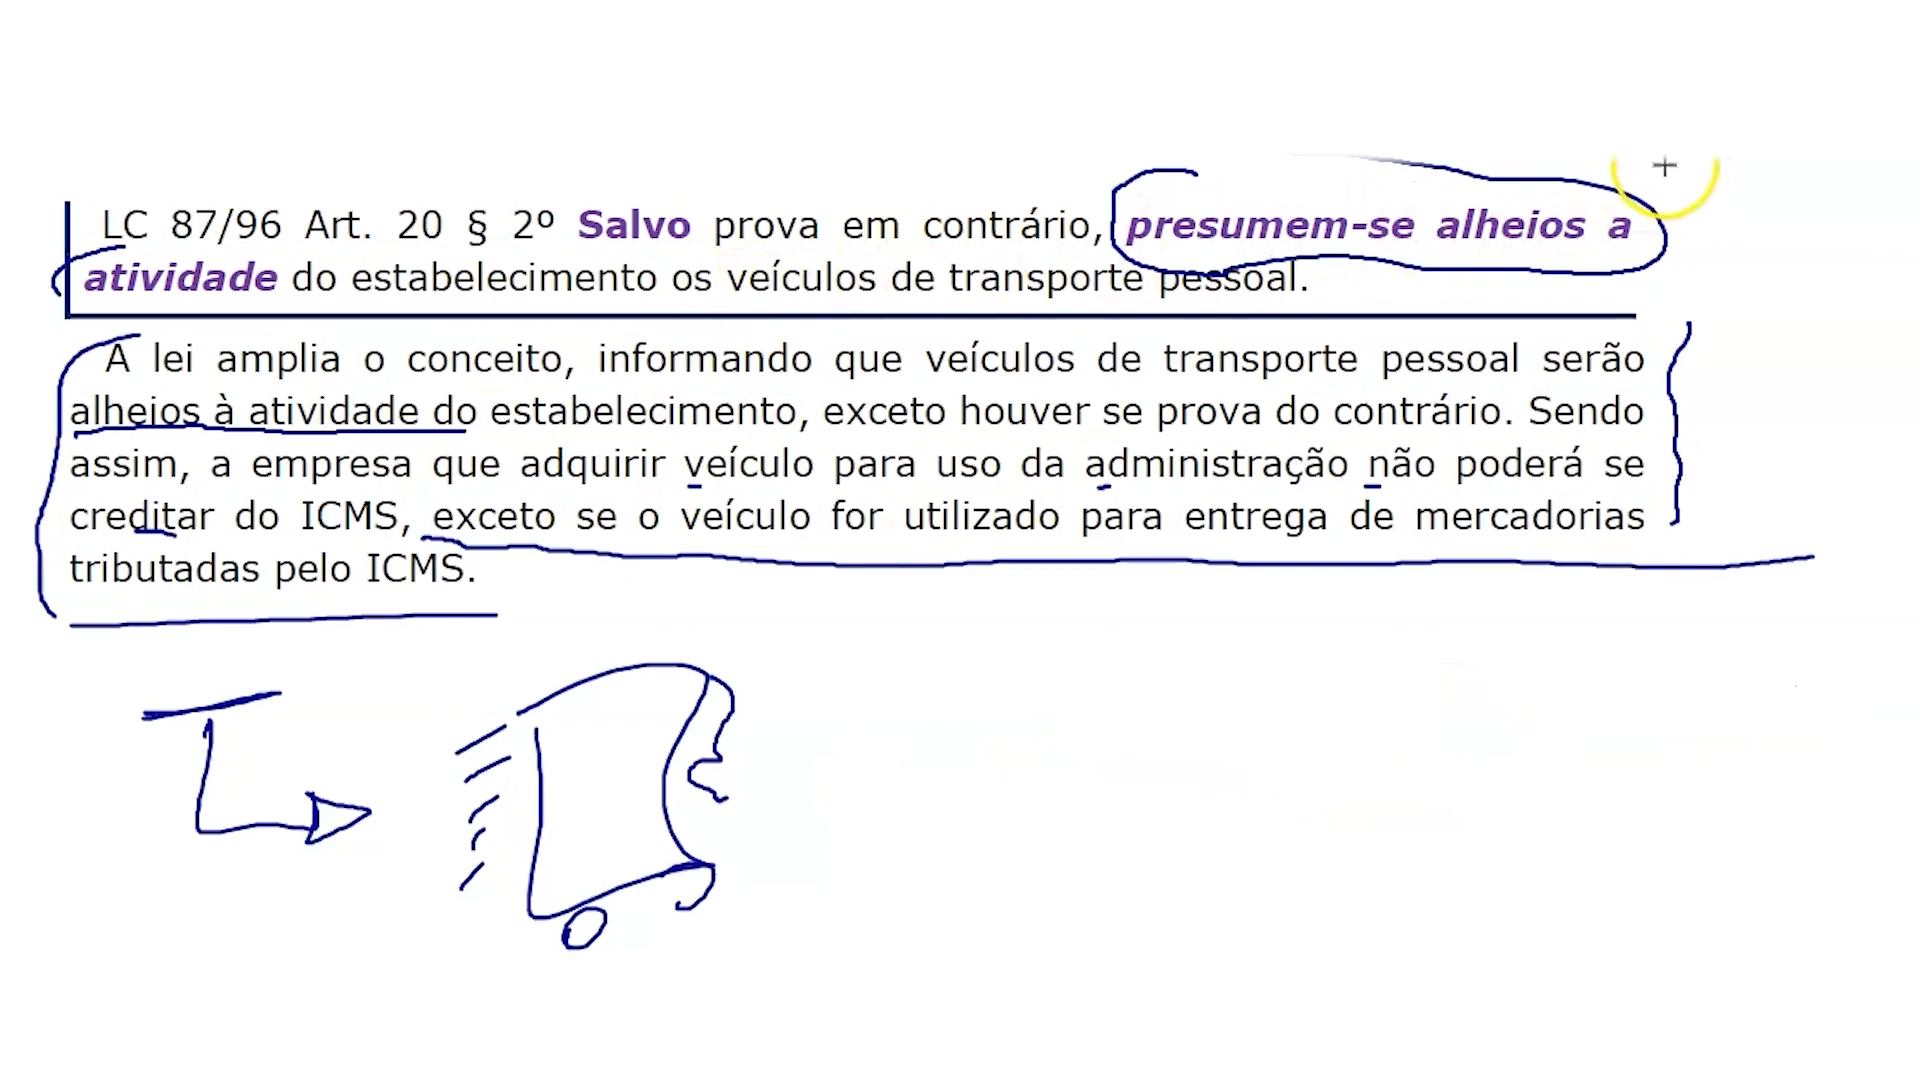 LC 87/96 Art. 20 § 2º Salvo prova em contrário, presumem-se alheios a
atividade do estabelecimento os veículos de transporte pessoal.
A lei amplia o conceito, informando que veículos de transporte pessoal serão
alheios à atividade do estabelecimento, exceto houver se prova do contrário. Sendo
assim, a empresa que adquirir veículo para uso da administração não poderá se
creditar do ICMS, exceto se o veículo for utilizado para entrega de mercadorias
tributadas pelo ICMS.